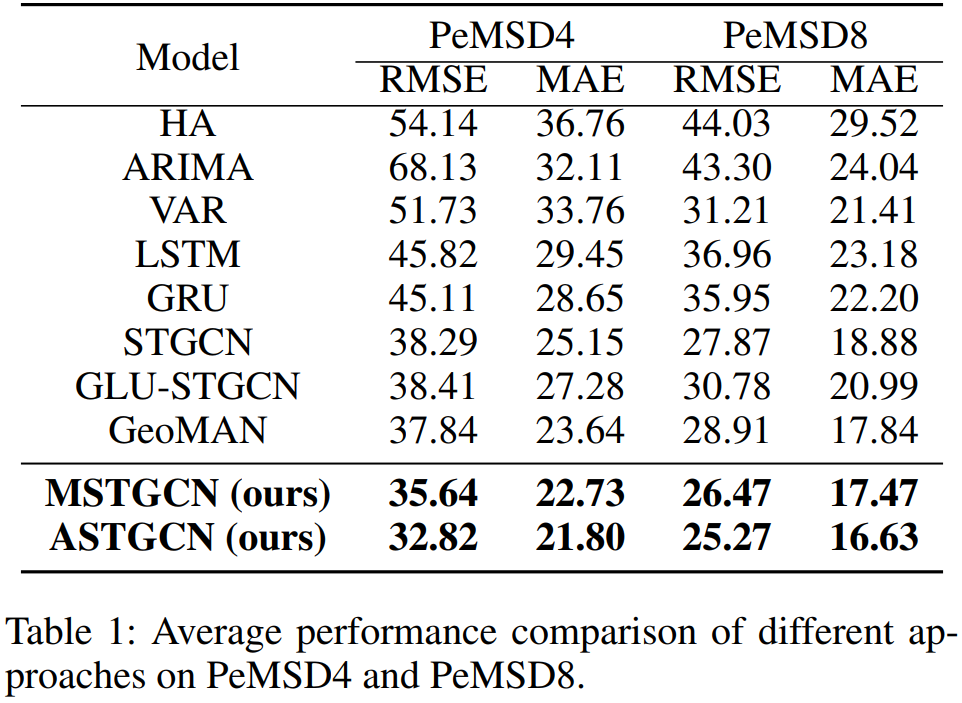 Model PeMSD4 PeMSD8
RMSE MAE RMSE MAE
HA 54.14 36.76 44.03 29.52
ARIMA 68.13 32.11 43.30 24.04
VAR 51.73 33.76 31.21 21.41
LSTM 45.82 29.45 36.96 23.18
GRU 45.11 28.65 35.95 22.20
STGCN 38.29 25.15 27.87 18.88
GLU-STGCN 38.41 27.28 30.78 20.99
GeoMAN 37.84 23.64 28.91 17.84
MSTGCN (ours) 35.64 22.73 26.47 17.47
ASTGCN (ours) 32.82 21.80 25.27 16.63
Table 1: Average performance comparison of different ap-
proaches on PeMSD4 and PeMSD8.